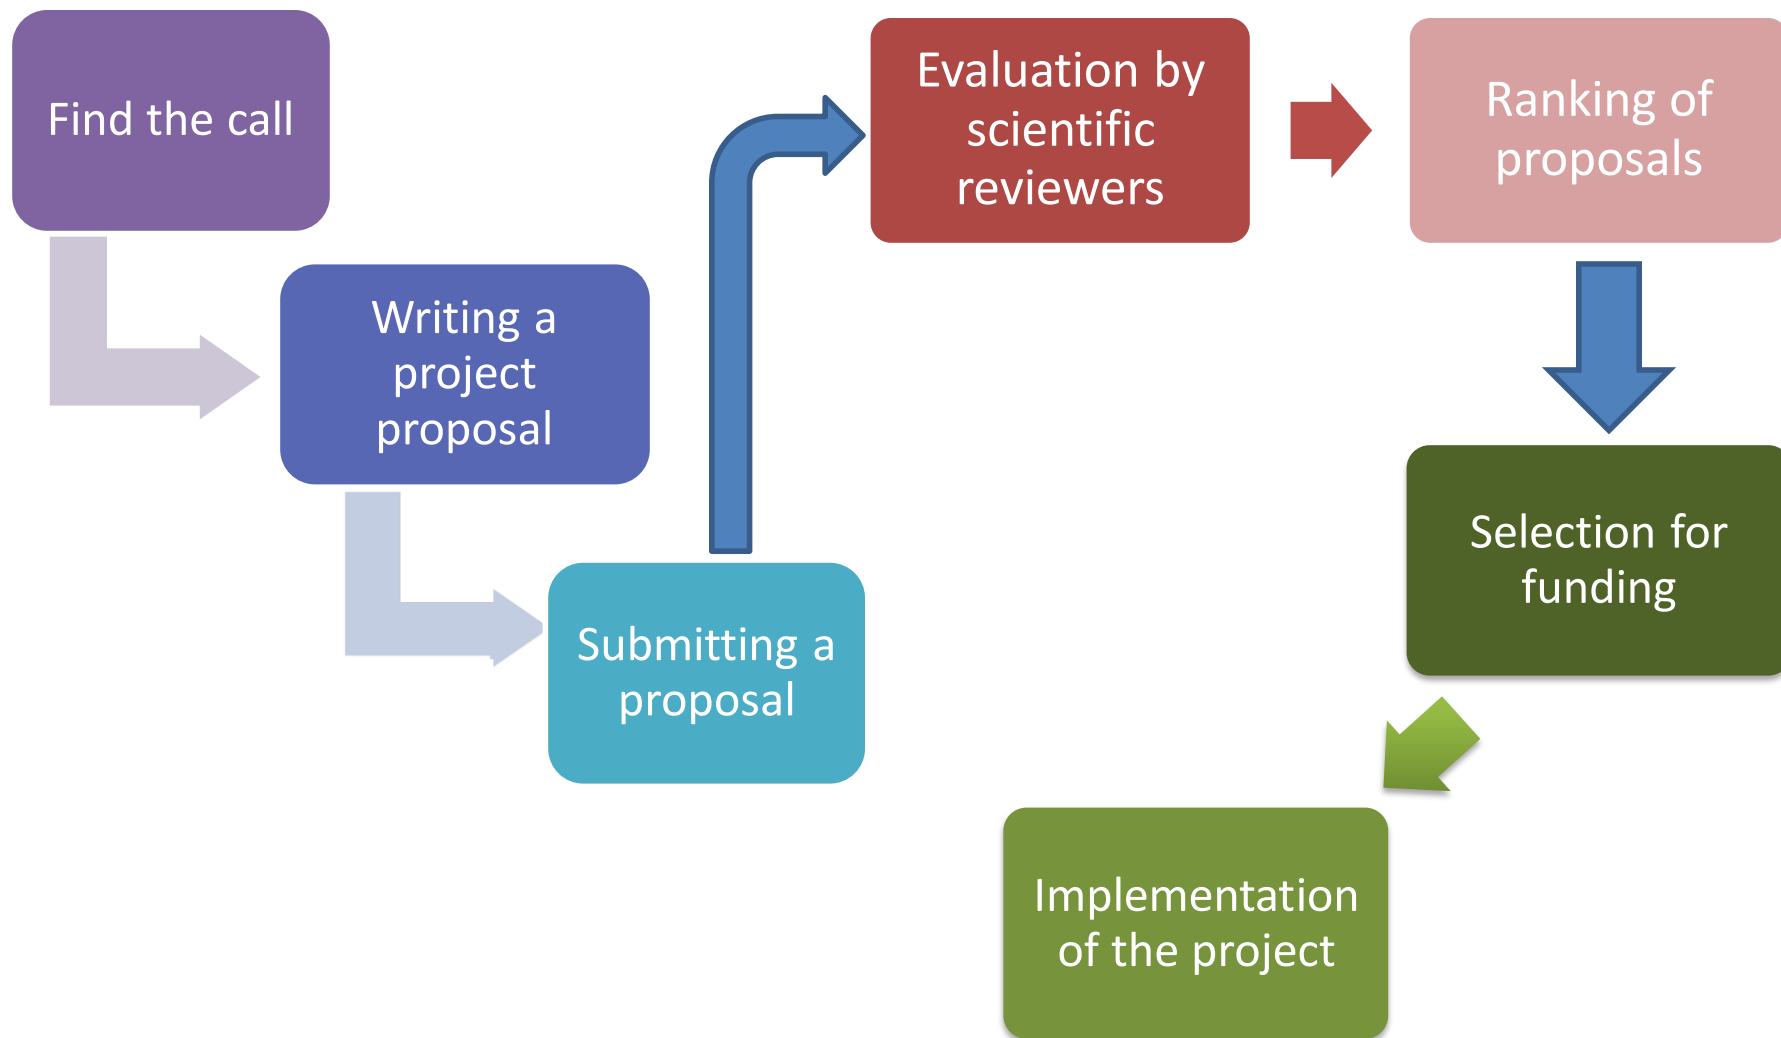 Find the call
Writing a
project
proposal
Submitting a
proposal
Evaluation by
scientific
reviewers
Ranking of
proposals
Selection for
funding
Implementation
of the project